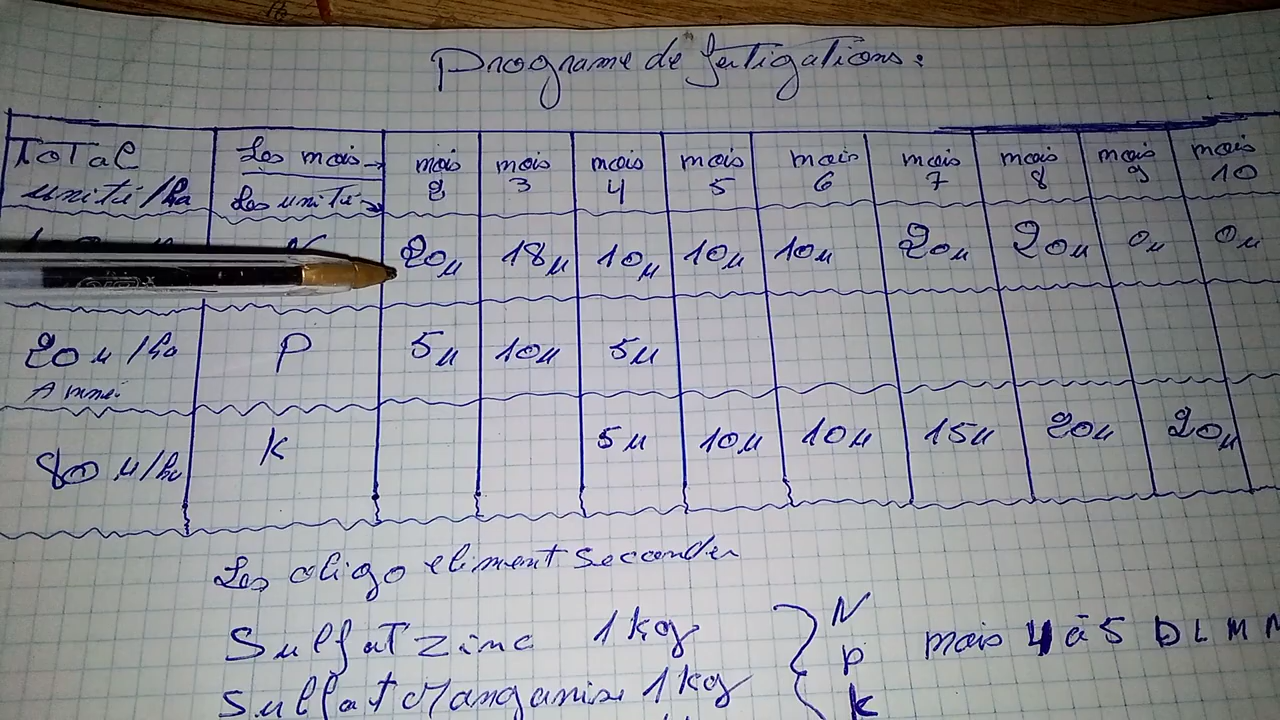 Programe de fertigations:
Total unité/ha Les mois Les unité mois 2 mois 3 mois 4 mois 5 mois 6 mois 7 mois 8 mois 9 mois 10
N 20u 18u 10u 10u 10u 20u 20u 0u 0u
20u/ha P 5u 10u 5u
Année
80u/ha K 5u 10u 10u 15u 20u 20u
Les oligo eliment seconder
Sulfat zinc 1kg N mois 4 à 5
P
Sulfat Manganise 1kg K